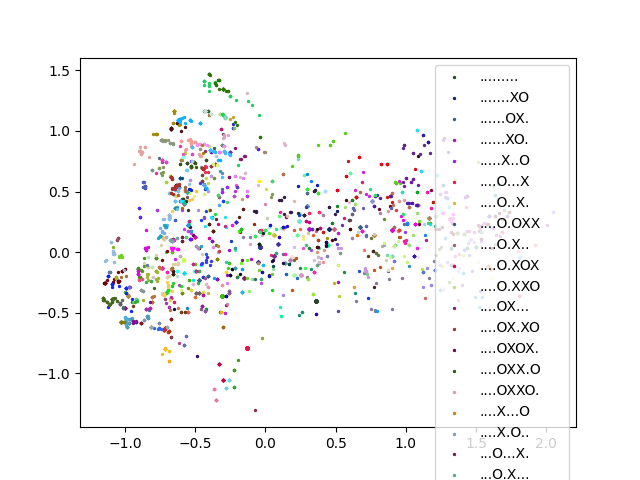 1.5
1.0
0.5
0.0
−0.5
−1.0
−1.0
−0.5
0.0
0.5
1.0
1.5
2.0
.........
.......XO
......OX.
......XO.
.....X..O
....O...X
....O..X.
....O.OXX
....O.X..
....O.XOX
....O.XXO
....OX...
....OX.XO
....OXOX.
....OXX.O
....OXXO.
....X...O
....X.O..
...O...X.
...O.X...